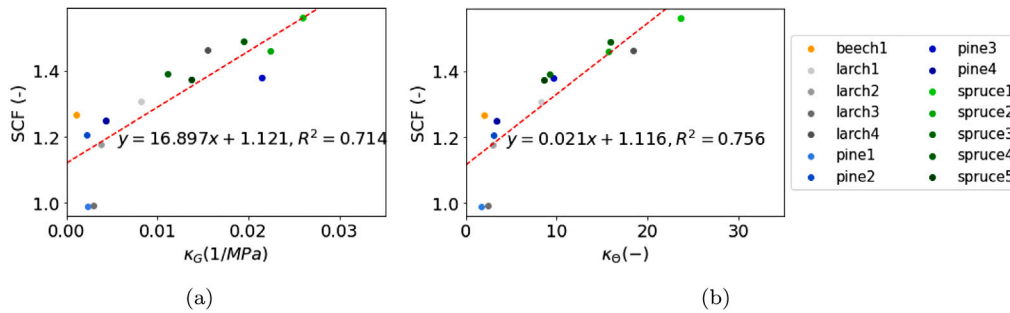 SCF (-)
1.4
1.2
1.0
y = 16.897x + 1.121, R² = 0.714
0.00 0.01 0.02 0.03
κG(1/MPa)
(a)
SCF (-)
1.4
1.2
1.0
y = 0.021x + 1.116, R² = 0.756
0 10 20 30
κΘ(−)
(b)
beech1 pine3
larch1 pine4
larch2 spruce1
larch3 spruce2
larch4 spruce3
pine1 spruce4
pine2 spruce5